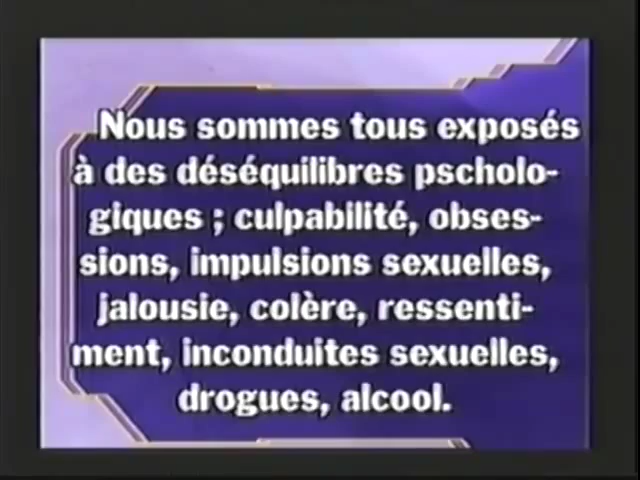 Nous sommes tous exposés
à des déséquilibres pscholo-
giques ; culpabilité, obses-
sions, impulsions sexuelles,
jalousie, colère, ressenti-
ment, inconduites sexuelles,
drogues, alcool.